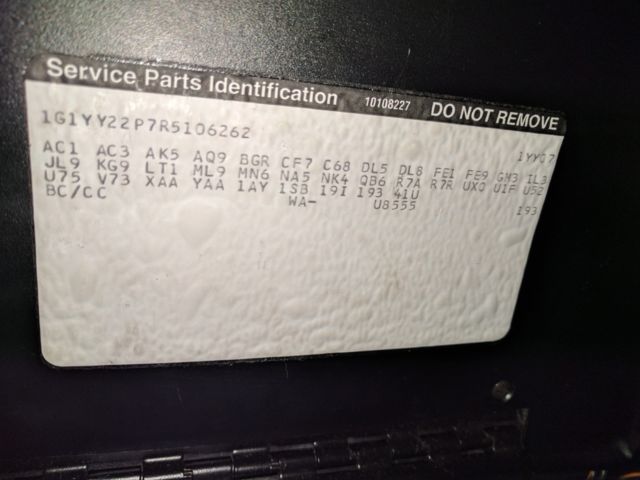 Service Parts Identification 10108227 DO NOT REMOVE
1G1YY22P7R5106262 1YYG7
AC1 AC3 AK5 AQ9 BGR CF7 C68 DL5 DL8 FE1 FE9 GM3 IL3
JL9 KG9 LT1 ML9 MN6 NA5 NK4 QB6 R7A R7R UX0 U1F U52
U75 V73 XAA YAA 1AY 1SB 19I 193 41U
BC/CC WA- U8555 193